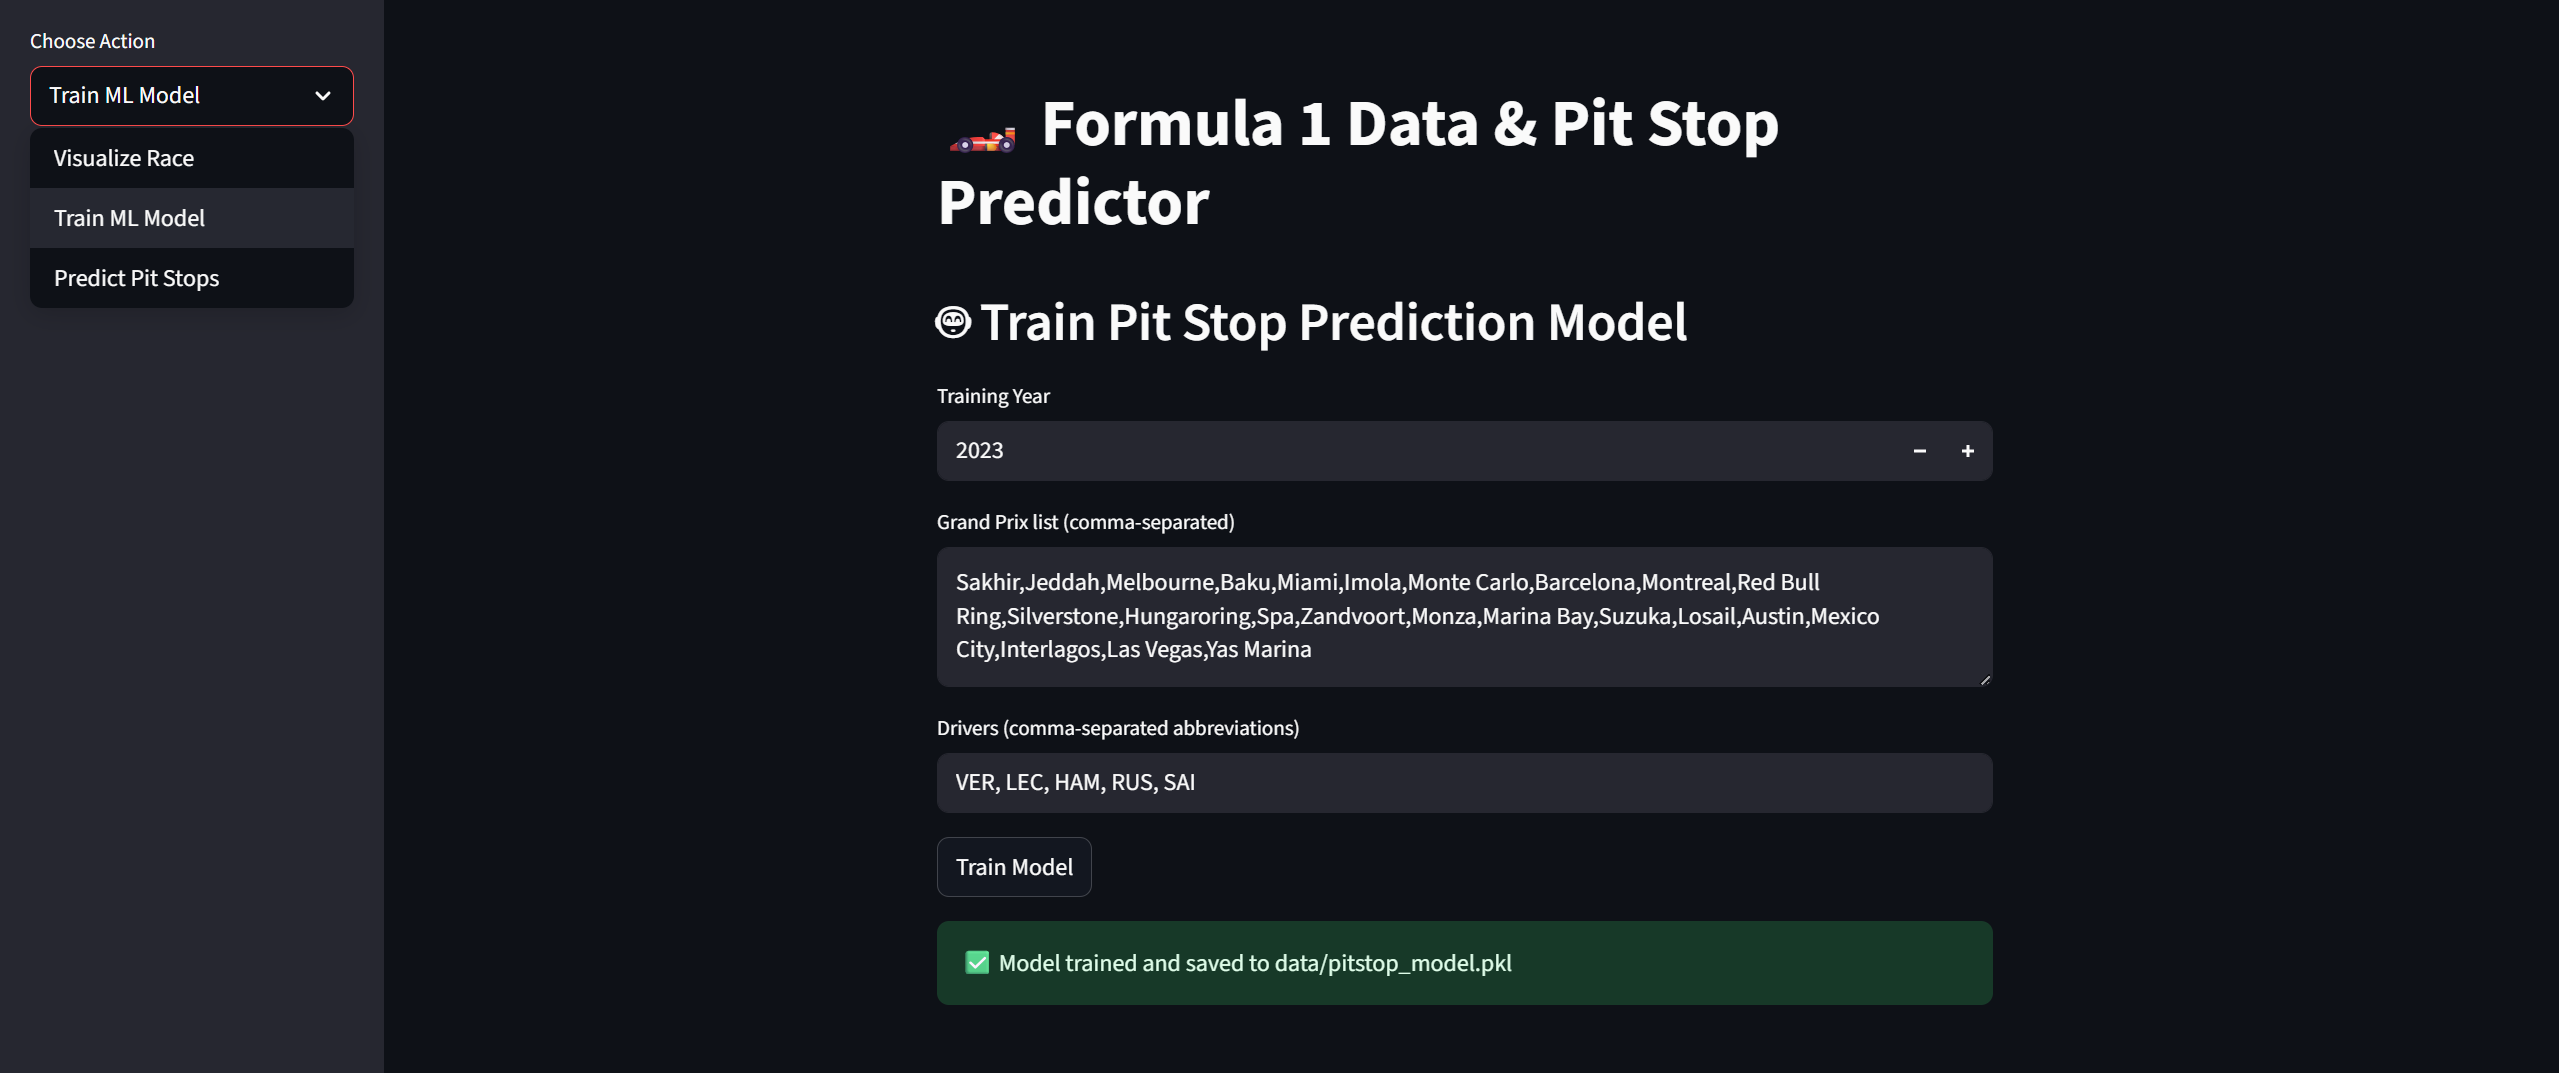 Choose Action
Train ML Model
Visualize Race
Train ML Model
Predict Pit Stops
Formula 1 Data & Pit Stop
Predictor
Train Pit Stop Prediction Model
Training Year
2023
Grand Prix list (comma-separated)
Sakhir,Jeddah,Melbourne,Baku,Miami,Imola,Monte Carlo,Barcelona,Montreal,Red Bull
Ring,Silverstone,Hungaroring,Spa,Zandvoort,Monza,Marina Bay,Suzuka,Losail,Austin,Mexico
City,Interlagos,Las Vegas,Yas Marina
Drivers (comma-separated abbreviations)
VER, LEC, HAM, RUS, SAI
Train Model
Model trained and saved to data/pitstop_model.pkl